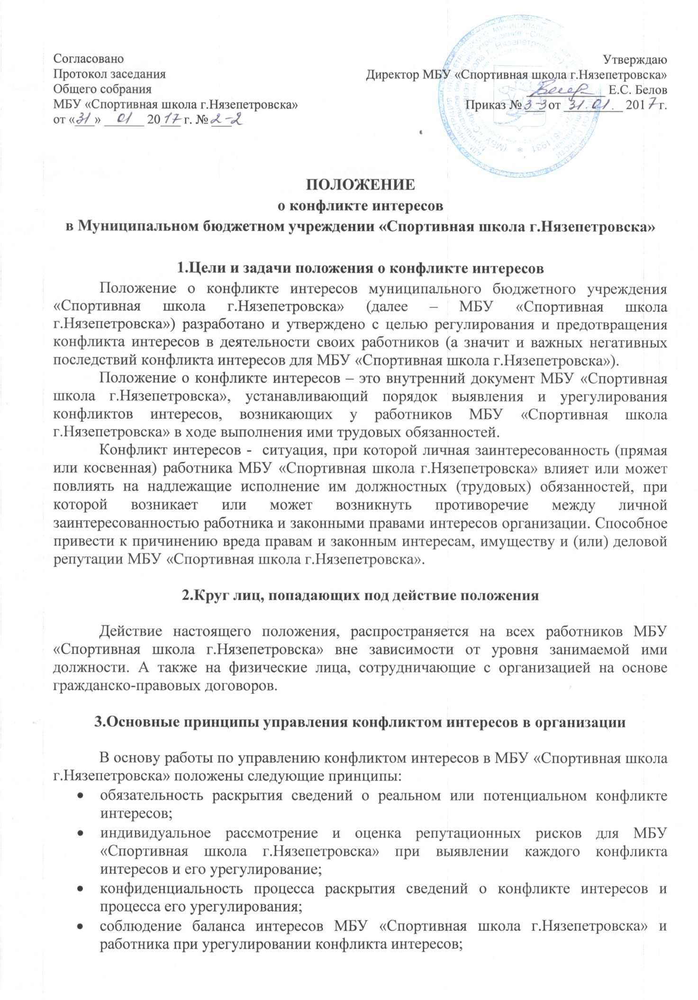 Согласовано
Протокол заседания
Общего собрания
МБУ «Спортивная школа г.Нязепетровска»
от «31» 01 2017 г. № 2-2
Утверждаю
Директор МБУ «Спортивная школа г.Нязепетровска»
Е.С. Белов
Приказ № 3-3 от 31.01. 2017 г.
ПОЛОЖЕНИЕ
о конфликте интересов
в Муниципальном бюджетном учреждении «Спортивная школа г.Нязепетровска»
1.Цели и задачи положения о конфликте интересов
Положение о конфликте интересов муниципального бюджетного учреждения
«Спортивная школа г.Нязепетровска» (далее – МБУ «Спортивная школа
г.Нязепетровска») разработано и утверждено с целью регулирования и предотвращения
конфликта интересов в деятельности своих работников (а значит и важных негативных
последствий конфликта интересов для МБУ «Спортивная школа г.Нязепетровска»).
Положение о конфликте интересов – это внутренний документ МБУ «Спортивная
школа г.Нязепетровска», устанавливающий порядок выявления и урегулирования
конфликтов интересов, возникающих у работников МБУ «Спортивная школа
г.Нязепетровска» в ходе выполнения ими трудовых обязанностей.
Конфликт интересов - ситуация, при которой личная заинтересованность (прямая
или косвенная) работника МБУ «Спортивная школа г.Нязепетровска» влияет или может
повлиять на надлежащие исполнение им должностных (трудовых) обязанностей, при
которой возникает или может возникнуть противоречие между личной
заинтересованностью работника и законными правами интересов организации. Способное
привести к причинению вреда правам и законным интересам, имуществу и (или) деловой
репутации МБУ «Спортивная школа г.Нязепетровска».
2.Круг лиц, попадающих под действие положения
Действие настоящего положения, распространяется на всех работников МБУ
«Спортивная школа г.Нязепетровска» вне зависимости от уровня занимаемой ими
должности. А также на физические лица, сотрудничающие с организацией на основе
гражданско-правовых договоров.
3.Основные принципы управления конфликтом интересов в организации
В основу работы по управлению конфликтом интересов в МБУ «Спортивная школа
г.Нязепетровска» положены следующие принципы:
• обязательность раскрытия сведений о реальном или потенциальном конфликте
интересов;
• индивидуальное рассмотрение и оценка репутационных рисков для МБУ
«Спортивная школа г.Нязепетровска» при выявлении каждого конфликта
интересов и его урегулирование;
• конфиденциальность процесса раскрытия сведений о конфликте интересов и
процесса его урегулирования;
• соблюдение баланса интересов МБУ «Спортивная школа г.Нязепетровска» и
работника при урегулировании конфликта интересов;